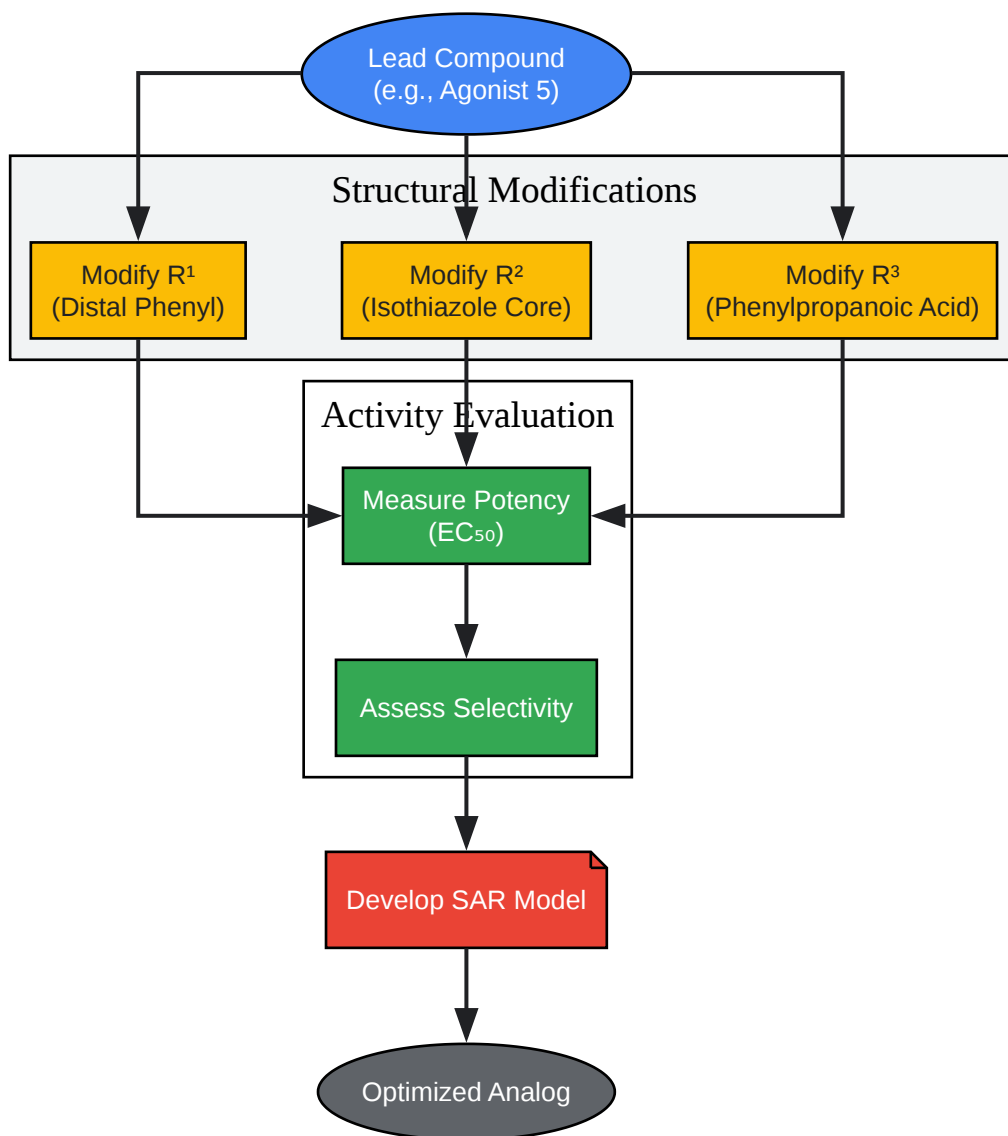 Lead Compound
(e.g., Agonist 5)
Structural Modifications
Modify R¹
(Distal Phenyl)
Modify R²
(Isothiazole Core)
Modify R³
(Phenylpropanoic Acid)
Activity Evaluation
Measure Potency
(EC₅₀)
Assess Selectivity
Develop SAR Model
Optimized Analog